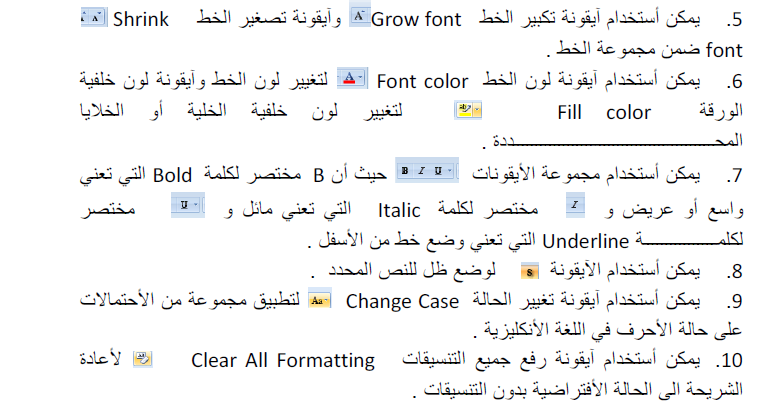 5. يمكن أستخدام آيقونة تكبير الخط Grow font وآيقونة تصغير الخط Shrink
font ضمن مجموعة الخط .
6. يمكن أستخدام آيقونة لون الخط Font color لتغيير لون الخط وآيقونة لون خلفية
الورقة Fill color لتغيير لون خلفية الخلية أو الخلايا
المحـــــــــــــــــــــــــــــــــــددة .
7. يمكن أستخدام مجموعة الأيقونات B I U حيث أن B مختصر لكلمة Bold التي تعني
واسع أو عريض و I مختصر لكلمة Italic التي تعني مائل و U مختصر
لكلمـــــــــــــة Underline التي تعني وضع خط من الأسفل .
8. يمكن أستخدام الآيقونة S لوضع ظل للنص المحدد .
9. يمكن أستخدام آيقونة تغيير الحالة Change Case Aa لتطبيق مجموعة من الأحتمالات
على حالة الأحرف في اللغة الأنكليزية .
10. يمكن أستخدام آيقونة رفع جميع التنسيقات Clear All Formatting لأعادة
الشريحة الى الحالة الأفتراضية بدون التنسيقات .